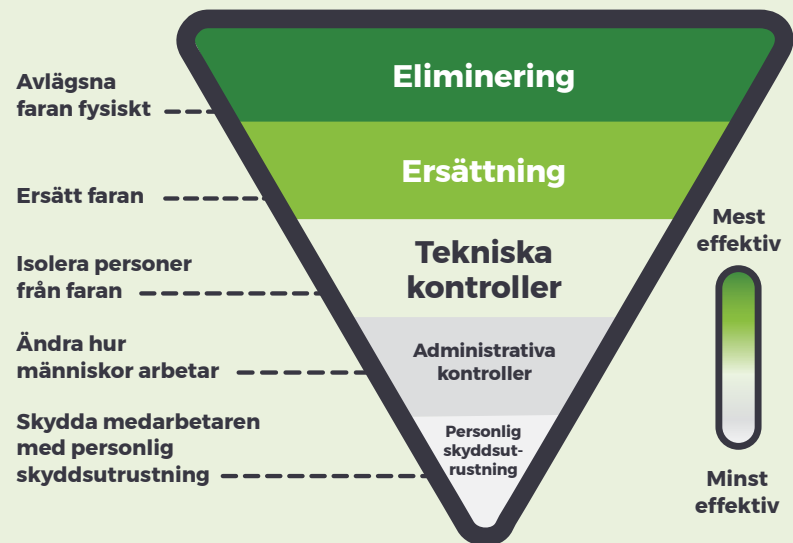 Avlägsna
faran fysiskt
Eliminering
Ersätt faran
Ersättning
Isolera personer
från faran
Tekniska
kontroller
Ändra hur
människor arbetar
Administrativa
kontroller
Skydda medarbetaren
med personlig
skyddsutrustning
Personlig
skyddsut-
rustning
Mest
effektiv
Minst
effektiv